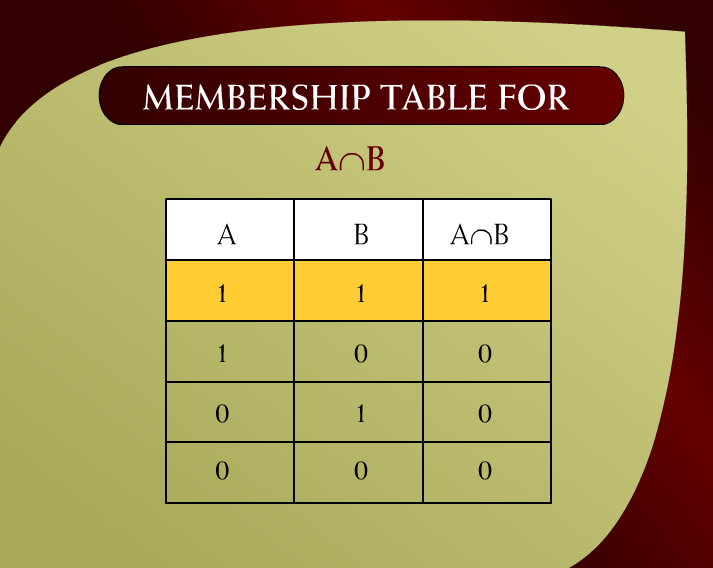 MEMBERSHIP TABLE FOR
A∩B
A B A∩B
1 1 1
1 0 0
0 1 0
0 0 0